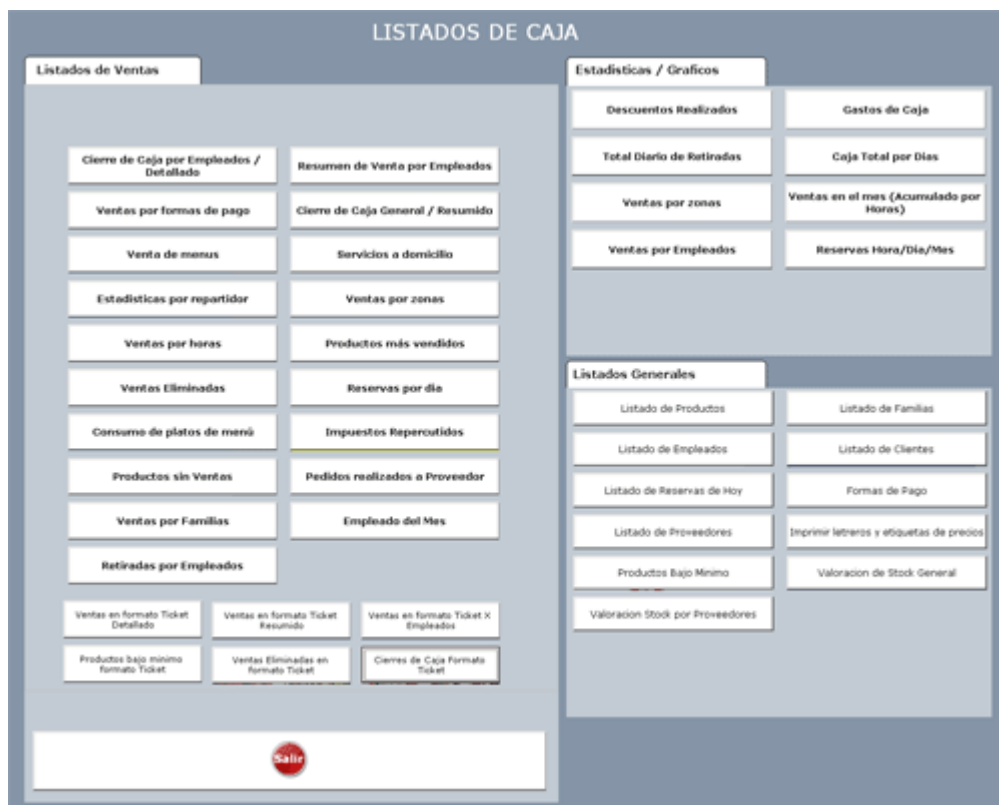 LISTADOS DE CAJA
Listados de Ventas
Cierre de Caja por Empleados /
Detallado
Resumen de Venta por Empleados
Ventas por formas de pago
Cierre de Caja General / Resumido
Venta de menus
Servicios a domicilio
Estadisticas por repartidor
Ventas por zonas
Ventas por horas
Productos más vendidos
Ventas Eliminadas
Reservas por dia
Consumo de platos de menú
Impuestos Repercutidos
Productos sin Ventas
Pedidos realizados a Proveedor
Ventas por Familias
Empleado del Mes
Retiradas por Empleados
Ventas en formato Ticket
Detallado
Ventas en formato Ticket
Resumido
Ventas en formato Ticket X
Empleados
Productos bajo minimo
formato Ticket
Ventas Eliminadas en
formato Ticket
Cierres de Caja Formato
Ticket
Salir
Estadisticas / Graficos
Descuentos Realizados
Gastos de Caja
Total Diario de Retiradas
Caja Total por Dias
Ventas por zonas
Ventas en el mes (Acumulado por
Horas)
Ventas por Empleados
Reservas Hora/Dia/Mes
Listados Generales
Listado de Productos
Listado de Familias
Listado de Empleados
Listado de Clientes
Listado de Reservas de Hoy
Formas de Pago
Listado de Proveedores
Imprimir letreros y etiquetas de precios
Productos Bajo Minimo
Valoracion de Stock General
Valoracion Stock por Proveedores